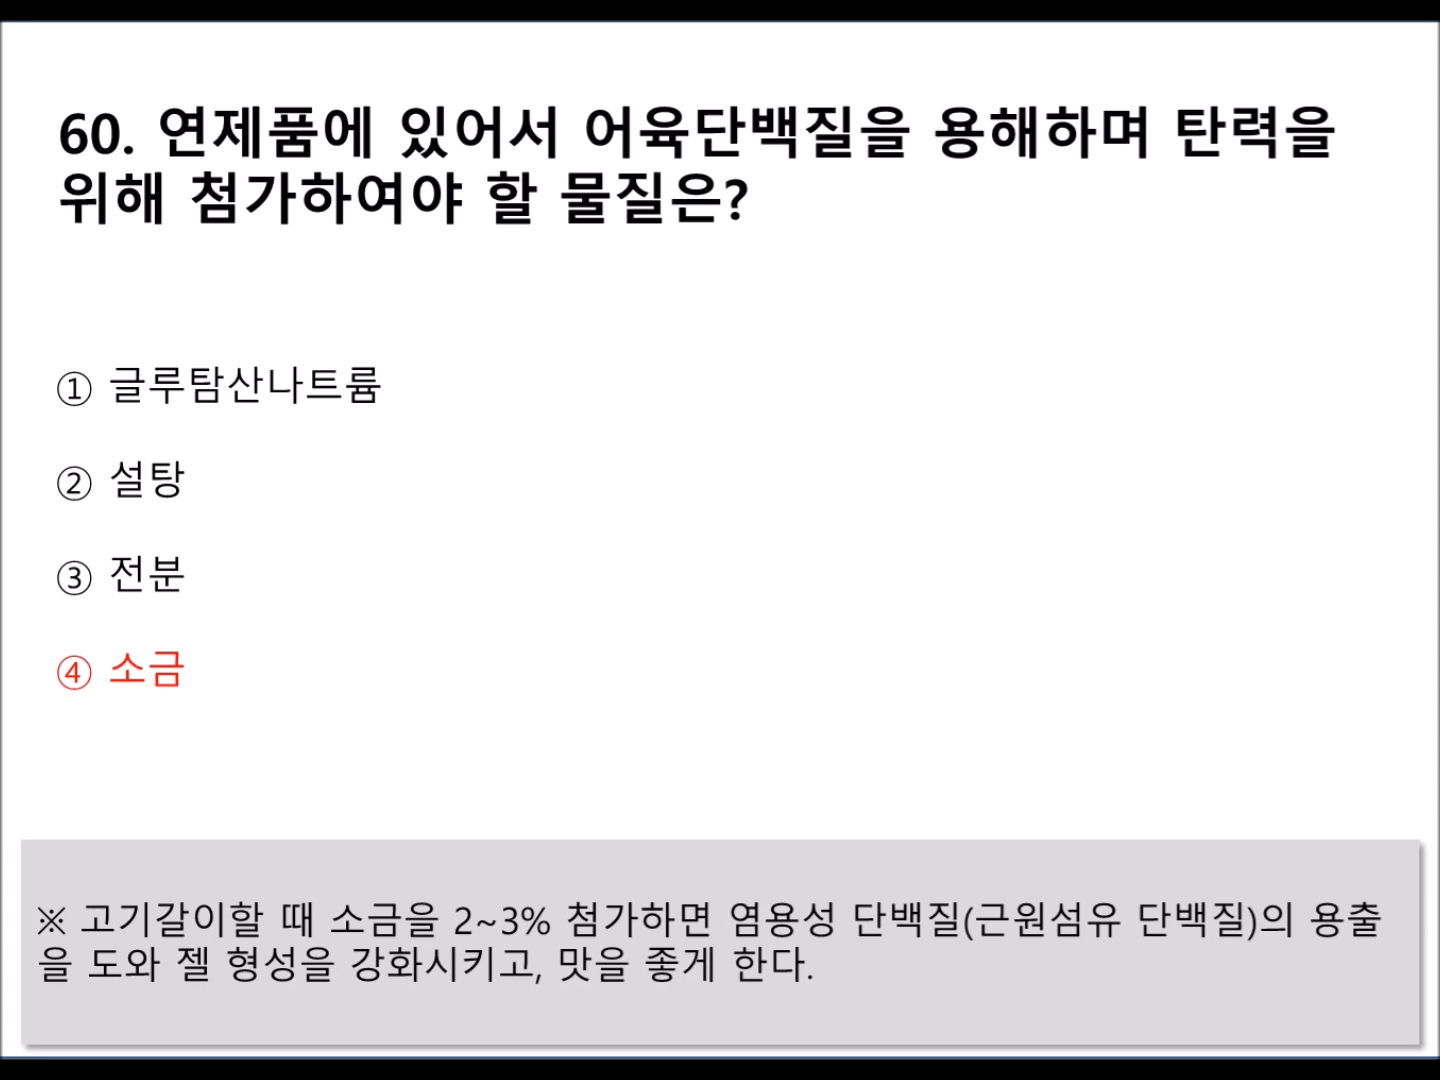 60. 연제품에 있어서 어육단백질을 용해하며 탄력을
위해 첨가하여야 할 물질은?
① 글루탐산나트륨
② 설탕
③ 전분
④ 소금
※ 고기갈이할 때 소금을 2~3% 첨가하면 염용성 단백질(근원섬유 단백질)의 용출
을 도와 젤 형성을 강화시키고, 맛을 좋게 한다.